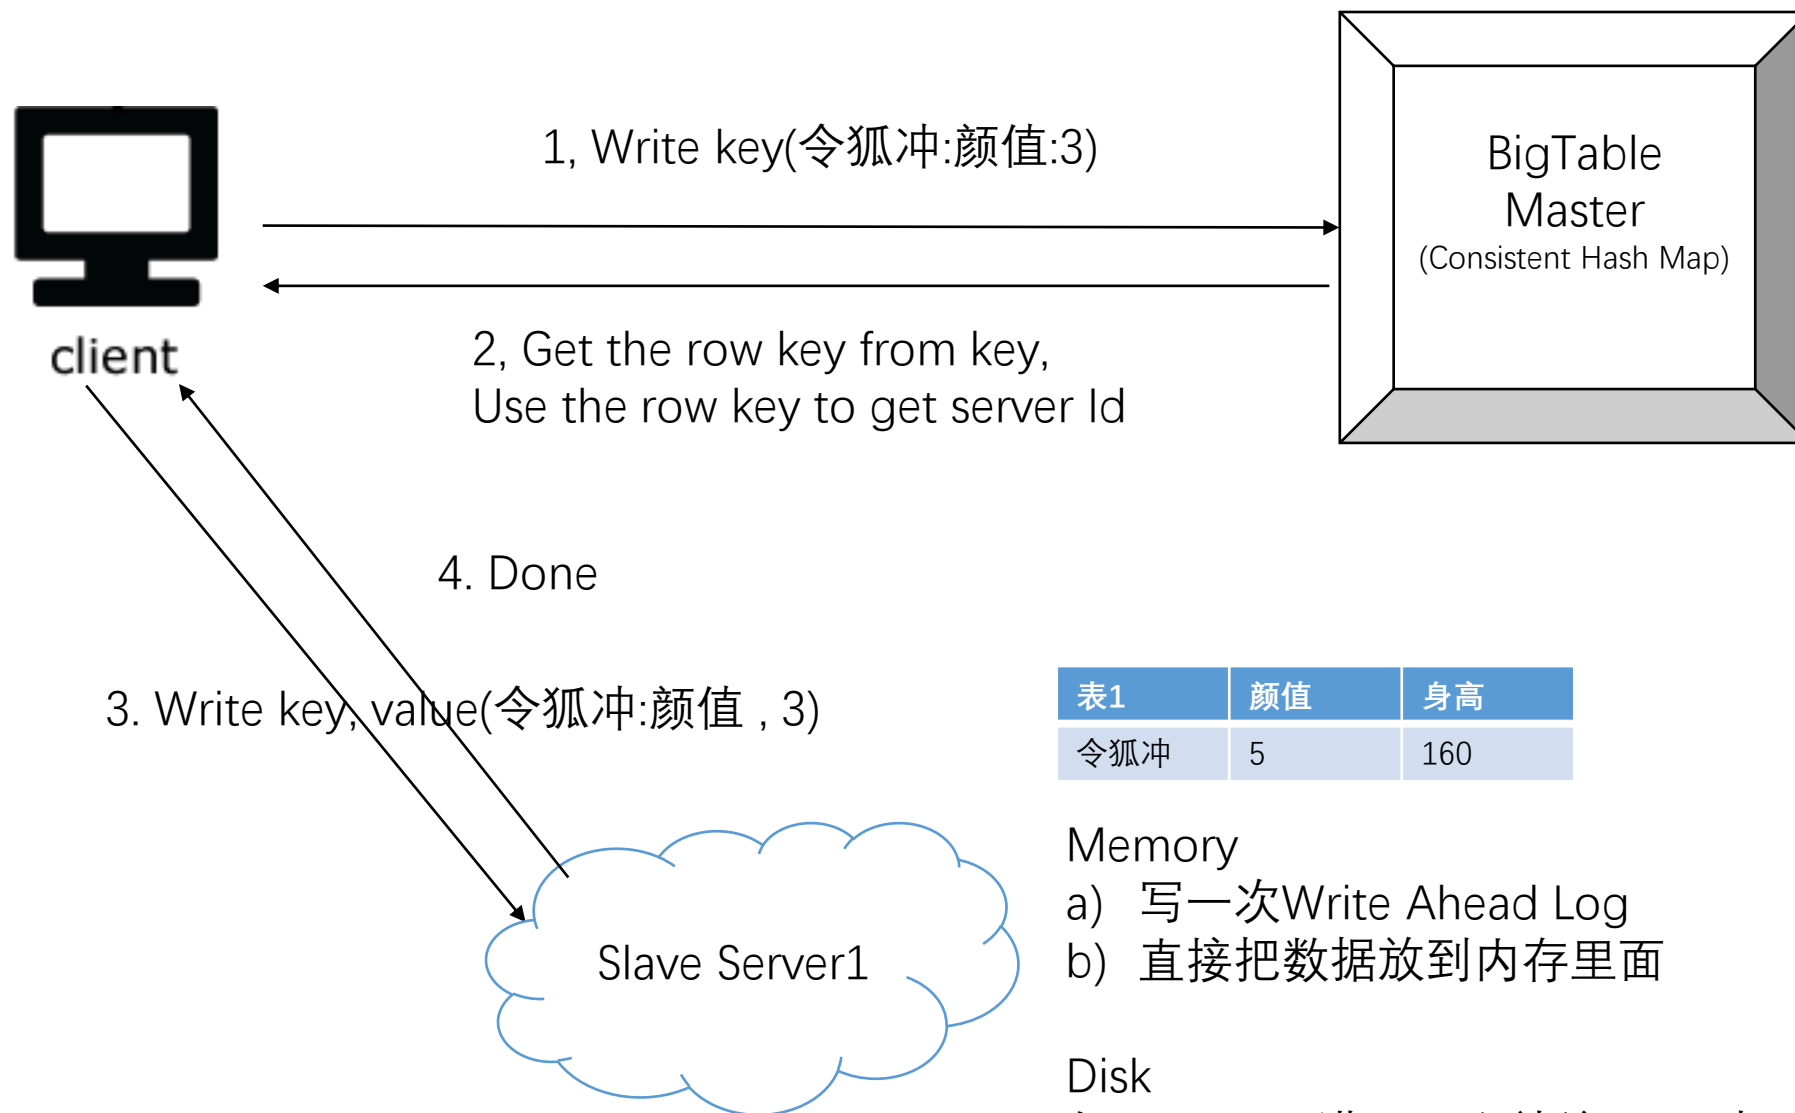 1, Write key(令狐冲:颜值:3)
BigTable
Master
(Consistent Hash Map)
client
2, Get the row key from key,
Use the row key to get server Id
4. Done
3. Write key, value(令狐冲:颜值 , 3)
表1 颜值 身高
令狐冲 5 160
Slave Server1
Memory
a) 写一次Write Ahead Log
b) 直接把数据放到内存里面
Disk